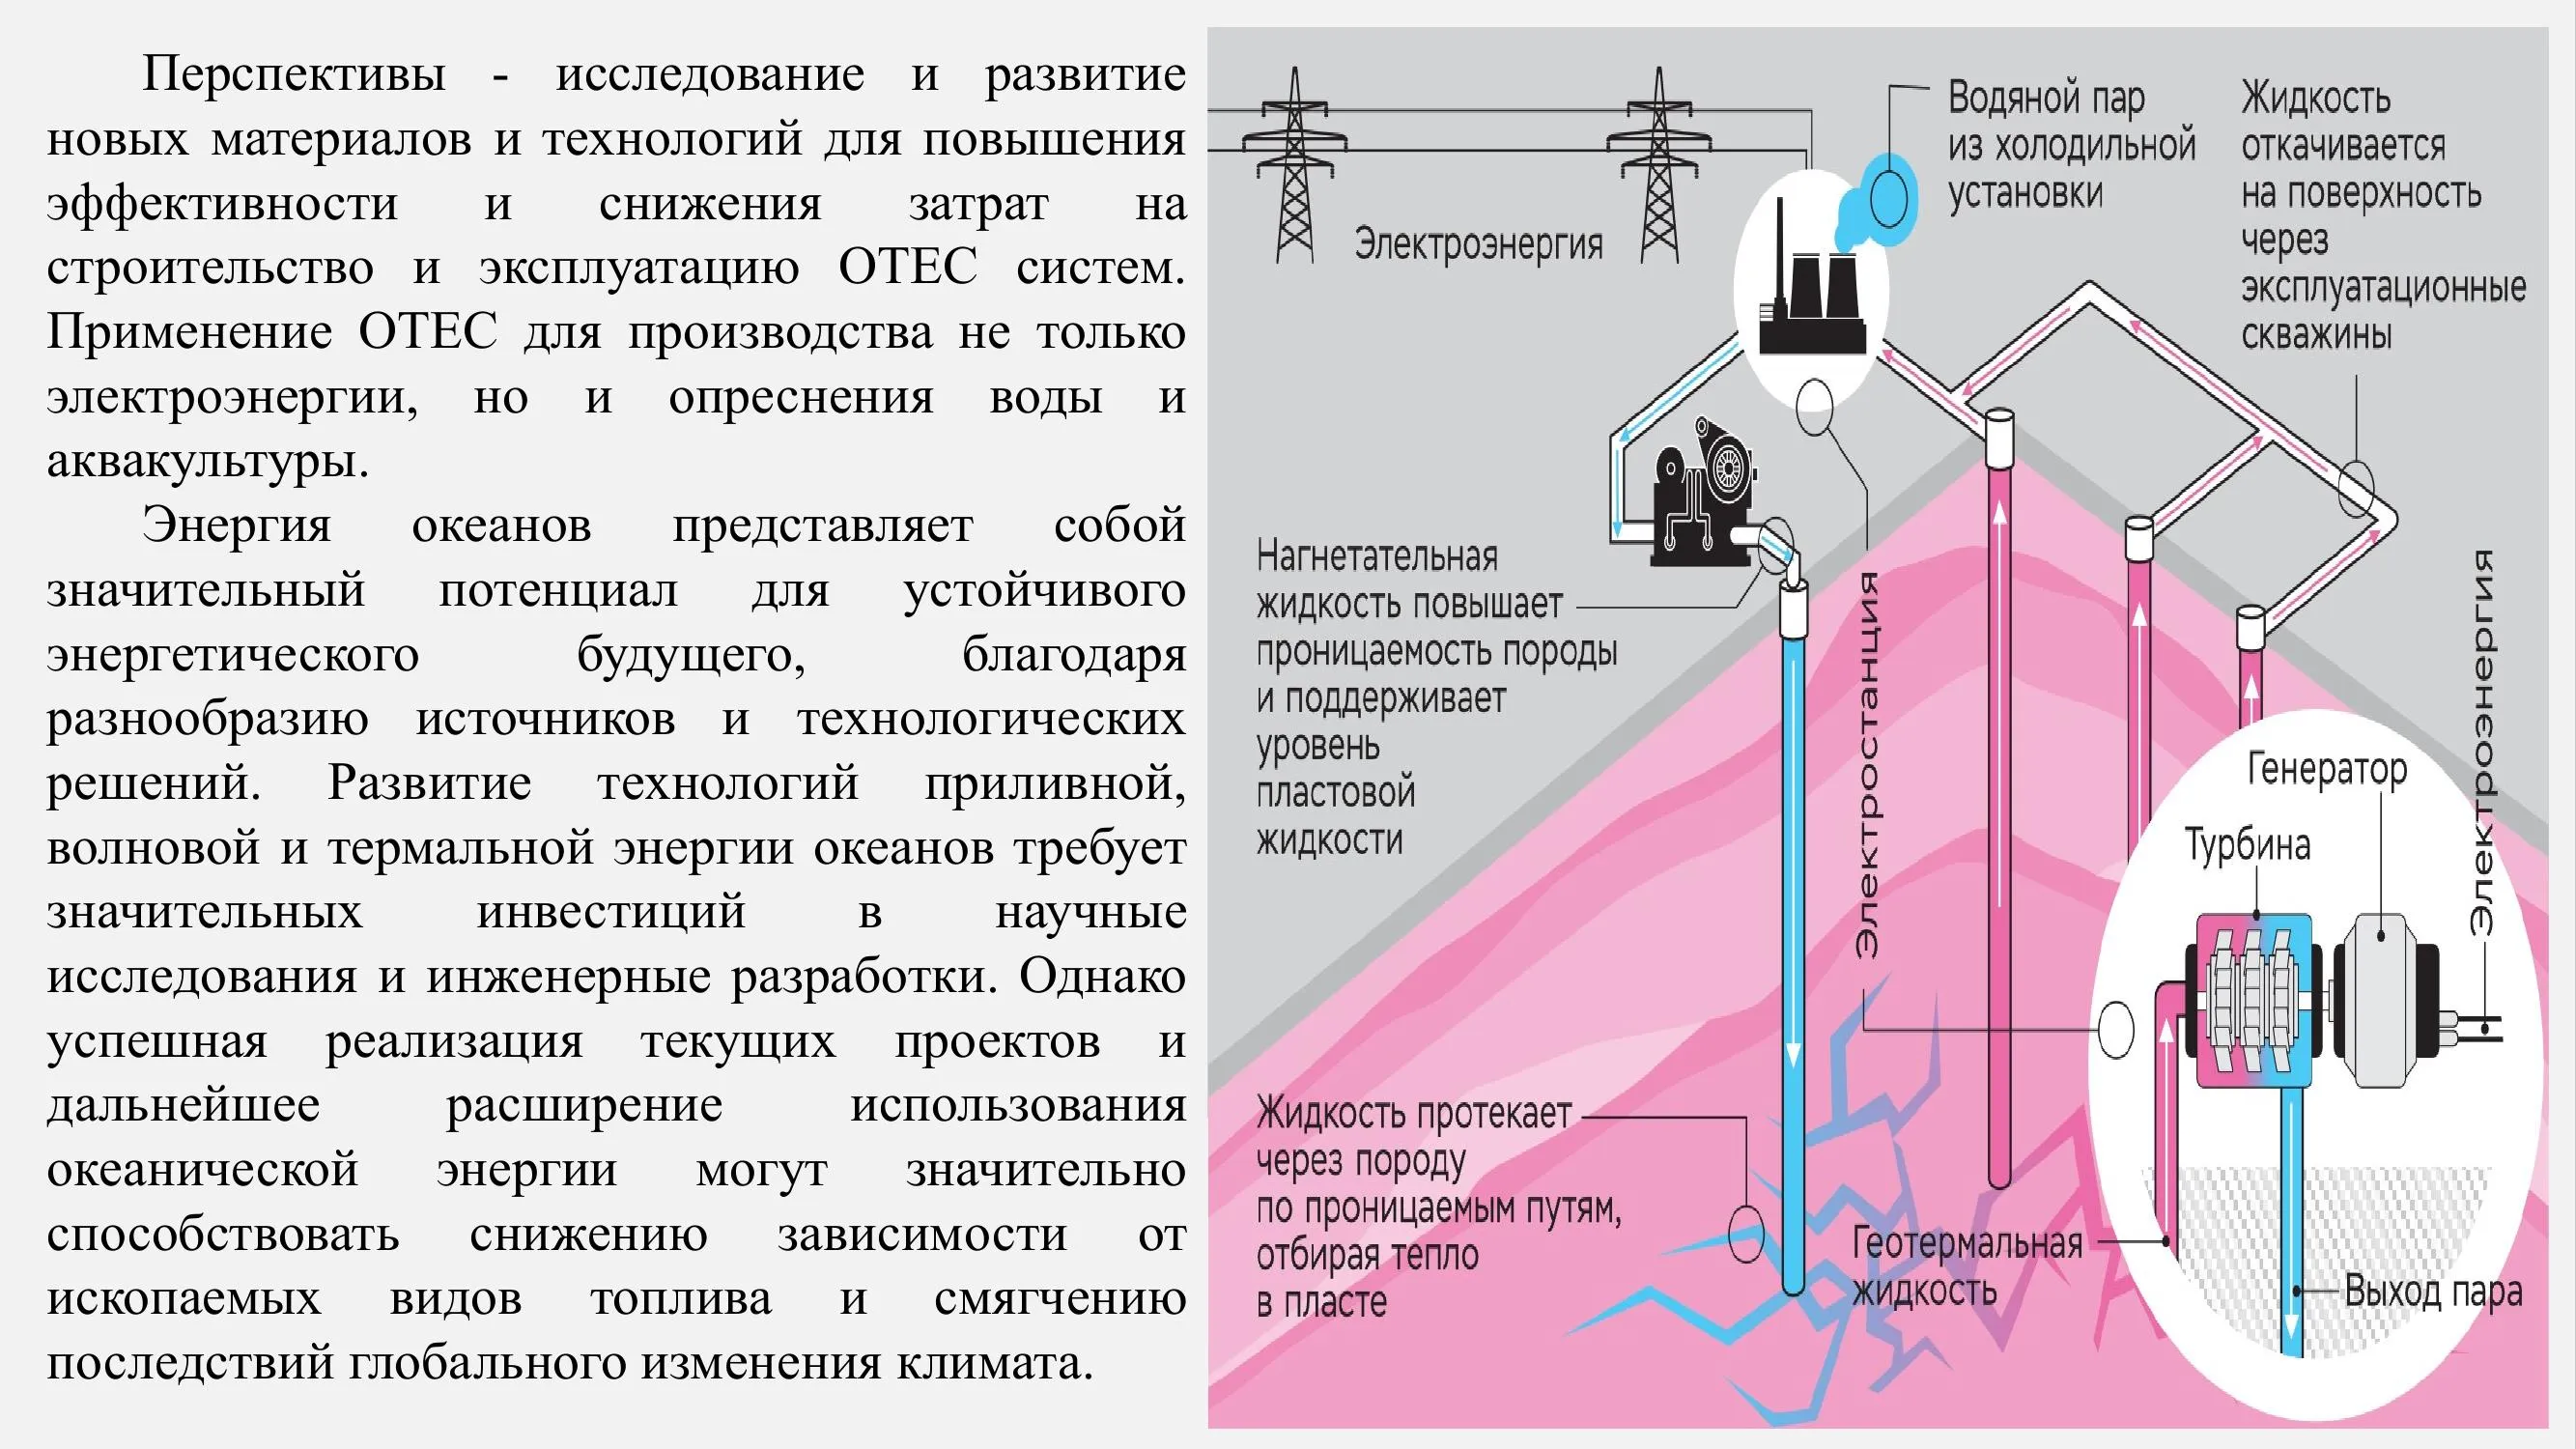 Перспективы - исследование и развитие
новых материалов и технологий для повышения
эффективности и снижения затрат на
строительство и эксплуатацию ОТЕС систем.
Применение ОТЕС для производства не только
электроэнергии, но и опреснения воды и
аквакультуры.
Энергия океанов представляет собой
значительный потенциал для устойчивого
энергетического будущего, благодаря
разнообразию источников и технологических
решений. Развитие технологий приливной,
волновой и термальной энергии океанов требует
значительных инвестиций в научные
исследования и инженерные разработки. Однако
успешная реализация текущих проектов и
дальнейшее расширение использования
океанической энергии могут значительно
способствовать снижению зависимости от
ископаемых видов топлива и смягчению
последствий глобального изменения климата.
Электроэнергия
Водяной пар
из холодильной
установки
Жидкость
откачивается
на поверхность
через
эксплуатационные
скважины
Нагнетательная
жидкость повышает
проницаемость породы
и поддерживает
уровень
пластовой
жидкости
Электростанция
Электроэнергия
Генератор
Турбина
Жидкость протекает
через породу
по проницаемым путям,
отбирая тепло
в пласте
Геотермальная
жидкость
Выход пара